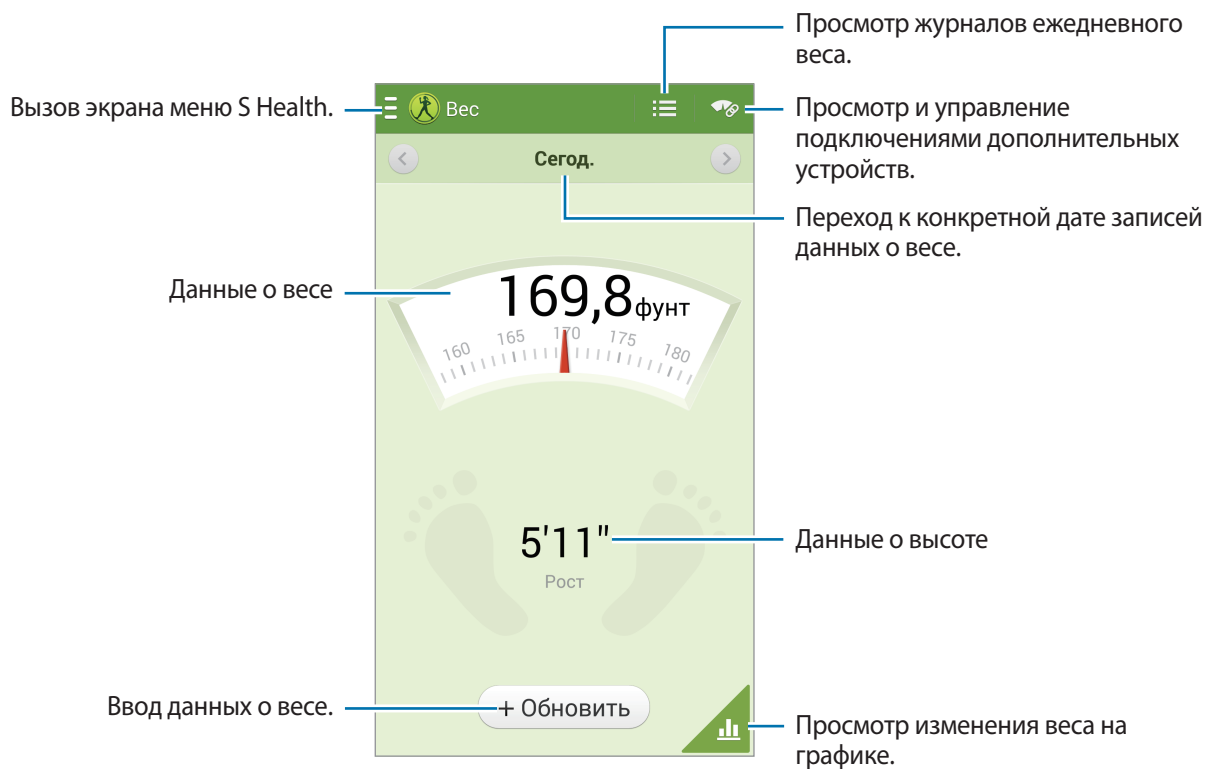 Просмотр журналов ежедневного
веса.
Вызов экрана меню S Health.
Вес
Просмотр и управление
подключениями дополнительных
устройств.
Сегод.
Переход к конкретной дате записей
данных о весе.
Данные о весе
169,8фунт
160 165 170 175 180
5'11"
Рост
Данные о высоте
Ввод данных о весе.
+ Обновить
Просмотр изменения веса на
графике.